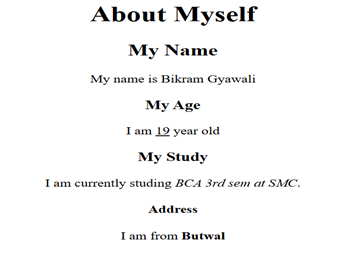 About Myself
My Name
My name is Bikram Gyawali
My Age
I am 19 year old
My Study
I am currently studing BCA 3rd sem at SMC.
Address
I am from Butwal